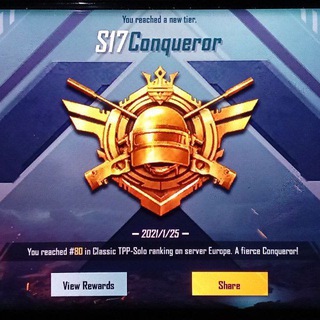 You reached a new tier.
S17Conqueror
— 2021/1/25 —
You reached #80 in Classic TPP-Solo ranking on server Europe. A fierce Conqueror!
View Rewards
Share